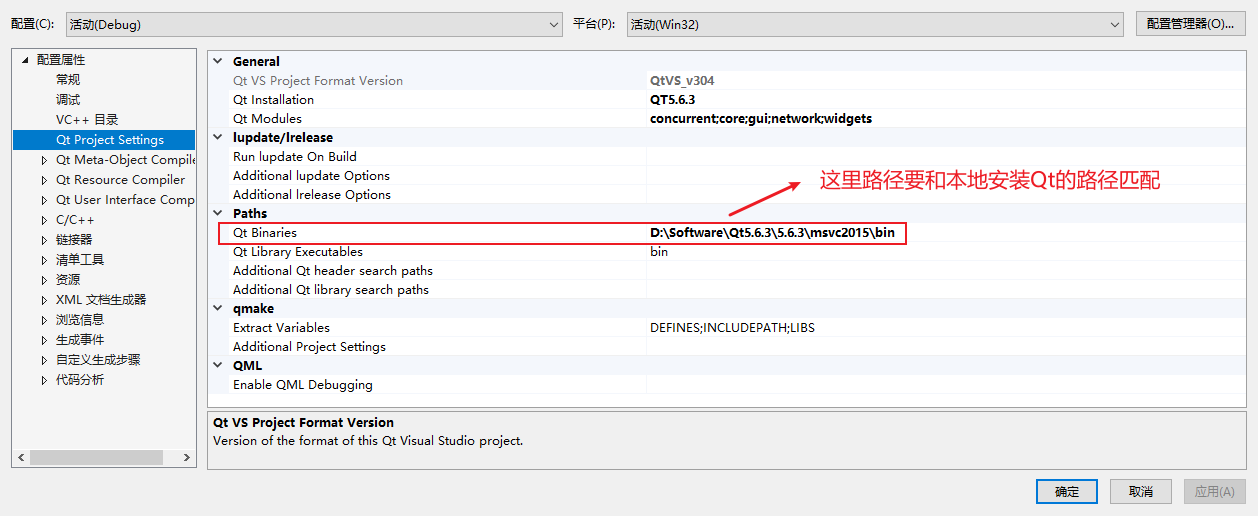 配置(C): 活动(Debug) 平台(P): 活动(Win32) 配置管理器(O)...
配置属性
常规
调试
VC++ 目录
Qt Project Settings
Qt Meta-Object Compile
Qt Resource Compiler
Qt User Interface Comp
C/C++
链接器
清单工具
资源
XML 文档生成器
浏览信息
生成事件
自定义生成步骤
代码分析
General
Qt VS Project Format Version QtVS_v304
Qt Installation QT5.6.3
Qt Modules concurrent;core;gui;network;widgets
lupdate/lrelease
Run lupdate On Build
Additional lupdate Options
Additional lrelease Options
这里路径要和本地安装Qt的路径匹配
Paths
Qt Binaries D:\Software\Qt5.6.3\5.6.3\msvc2015\bin
Qt Library Executables bin
Additional Qt header search paths
Additional Qt library search paths
qmake
Extract Variables DEFINES;INCLUDEPATH;LIBS
Additional Project Settings
QML
Enable QML Debugging
Qt VS Project Format Version
Version of the format of this Qt Visual Studio project.
确定 取消 应用(A)